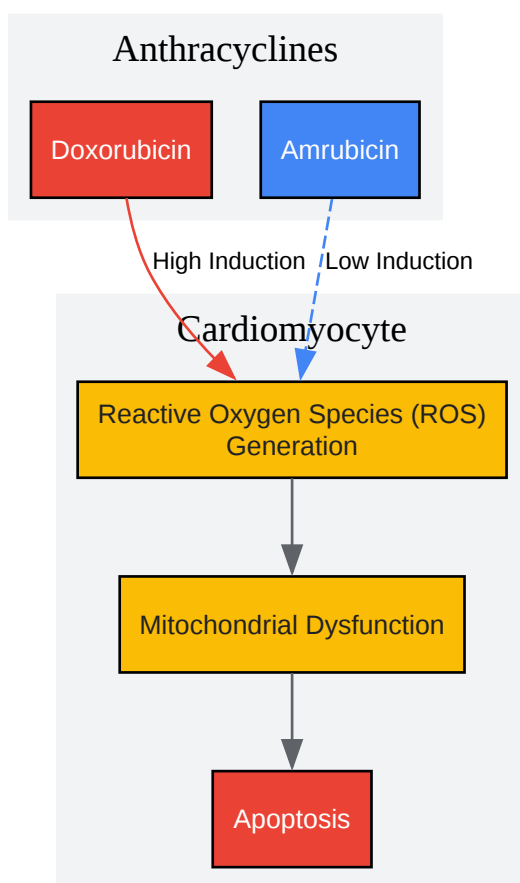 Anthracyclines
Doxorubicin
Amrubicin
High Induction
Low Induction
Cardiomyocyte
Reactive Oxygen Species (ROS)
Generation
Mitochondrial Dysfunction
Apoptosis